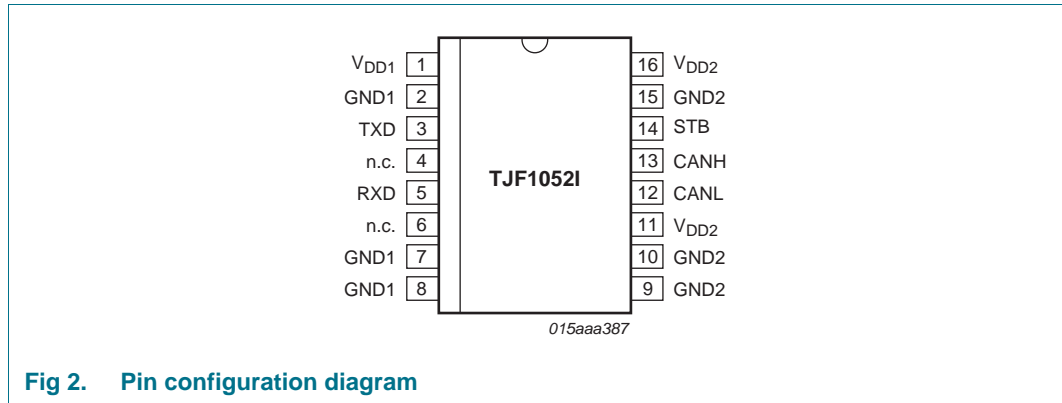 VDD1 1 16 VDD2
GND1 2 15 GND2
TXD 3 14 STB
n.c. 4 13 CANH
TJF1052I
RXD 5 12 CANL
n.c. 6 11 VDD2
GND1 7 10 GND2
GND1 8 9 GND2
015aaa387
Fig 2. Pin configuration diagram